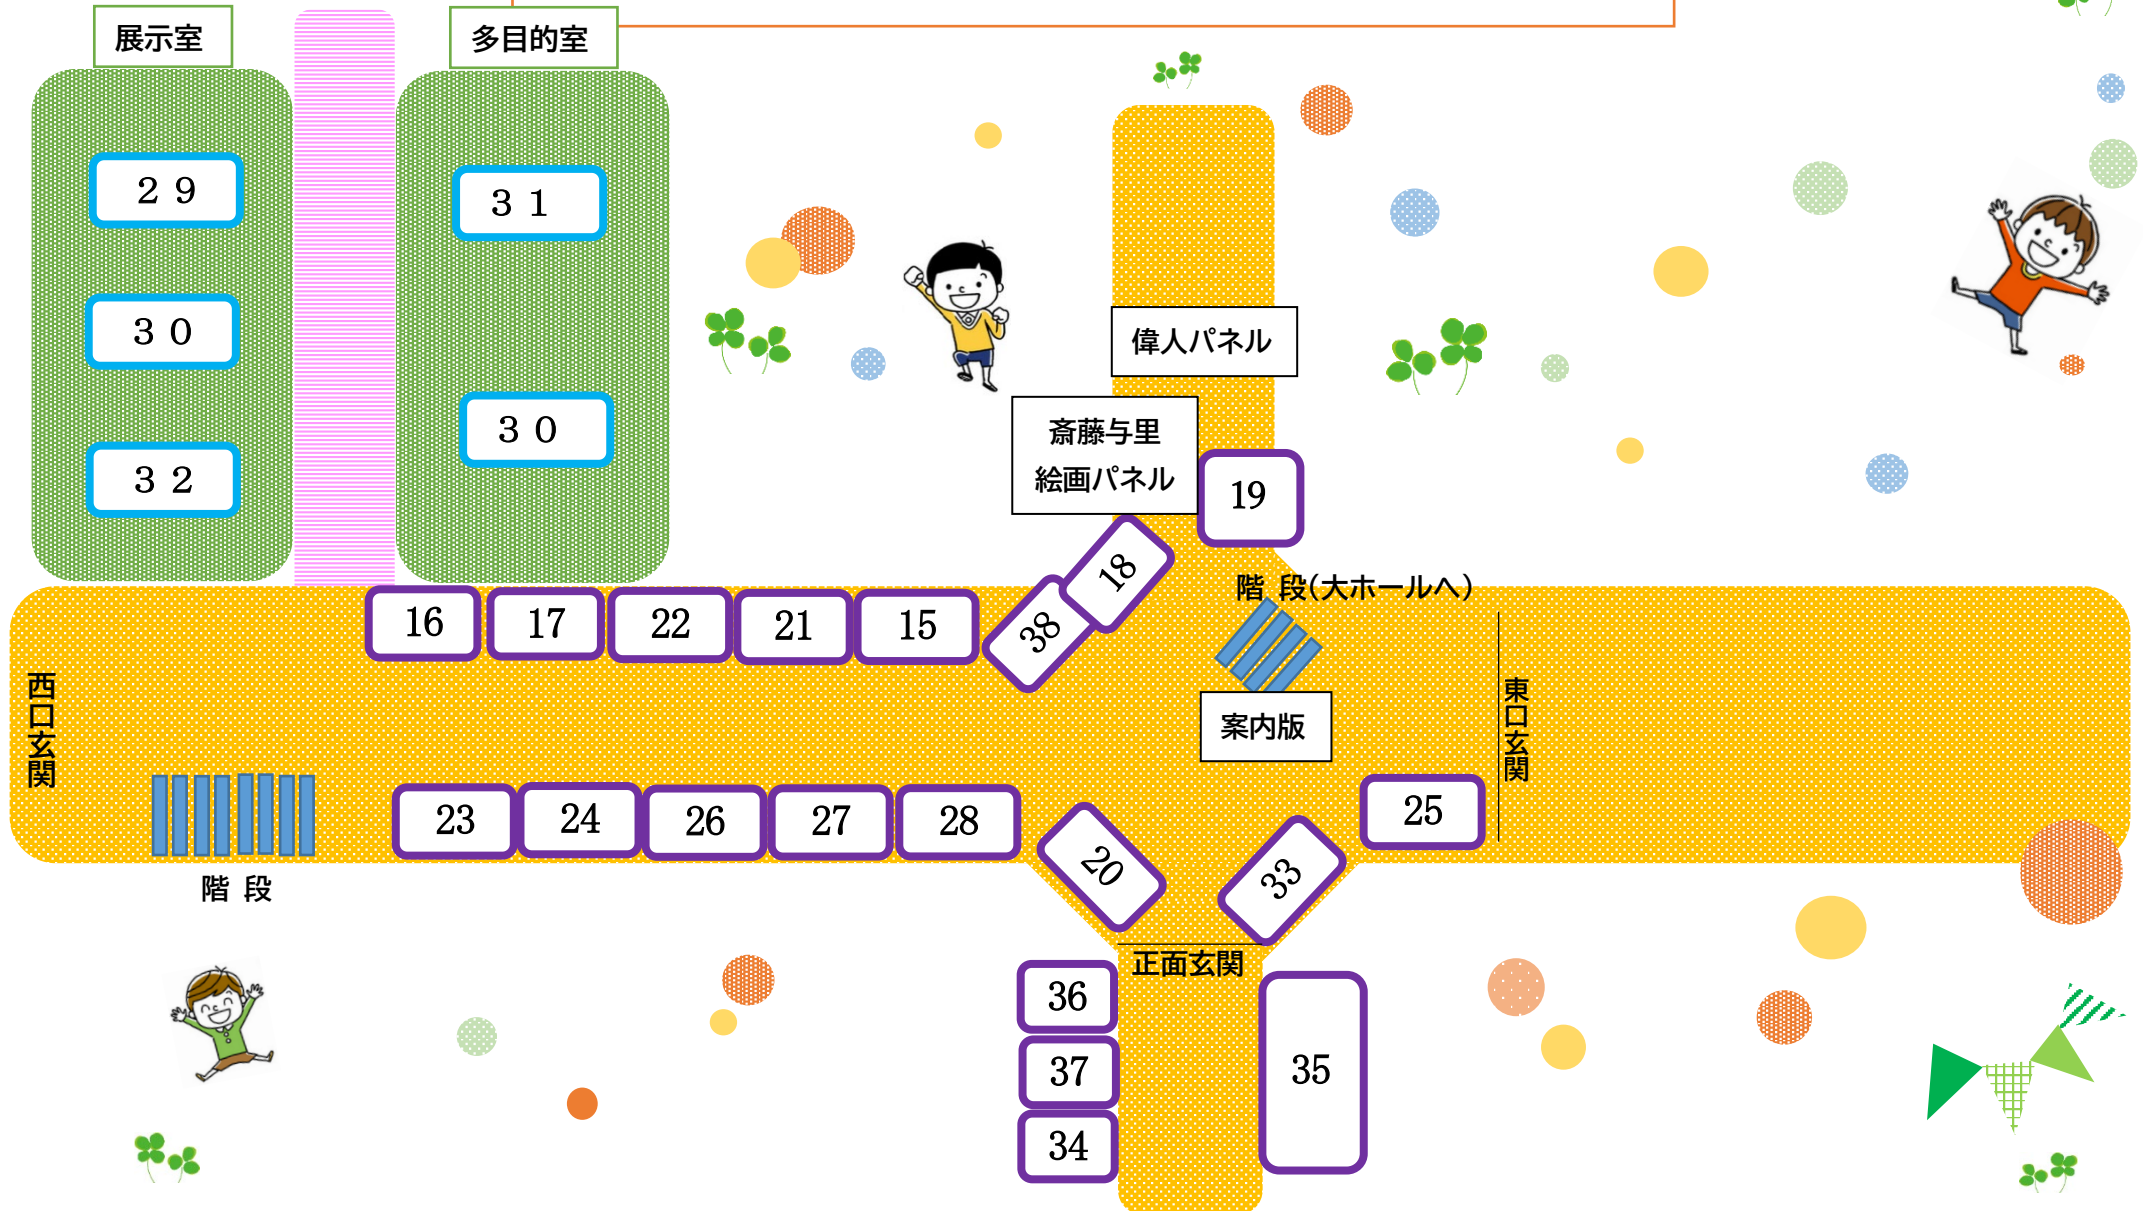 展示室
多目的室
２９
３１
３０
３０
３２
偉人パネル
斎藤与里
絵画パネル
19
18
38
階 段(大ホールへ)
16
17
22
21
15
西口玄関
案内版
東口玄関
23
24
26
27
28
20
33
25
階 段
正面玄関
36
37
34
35